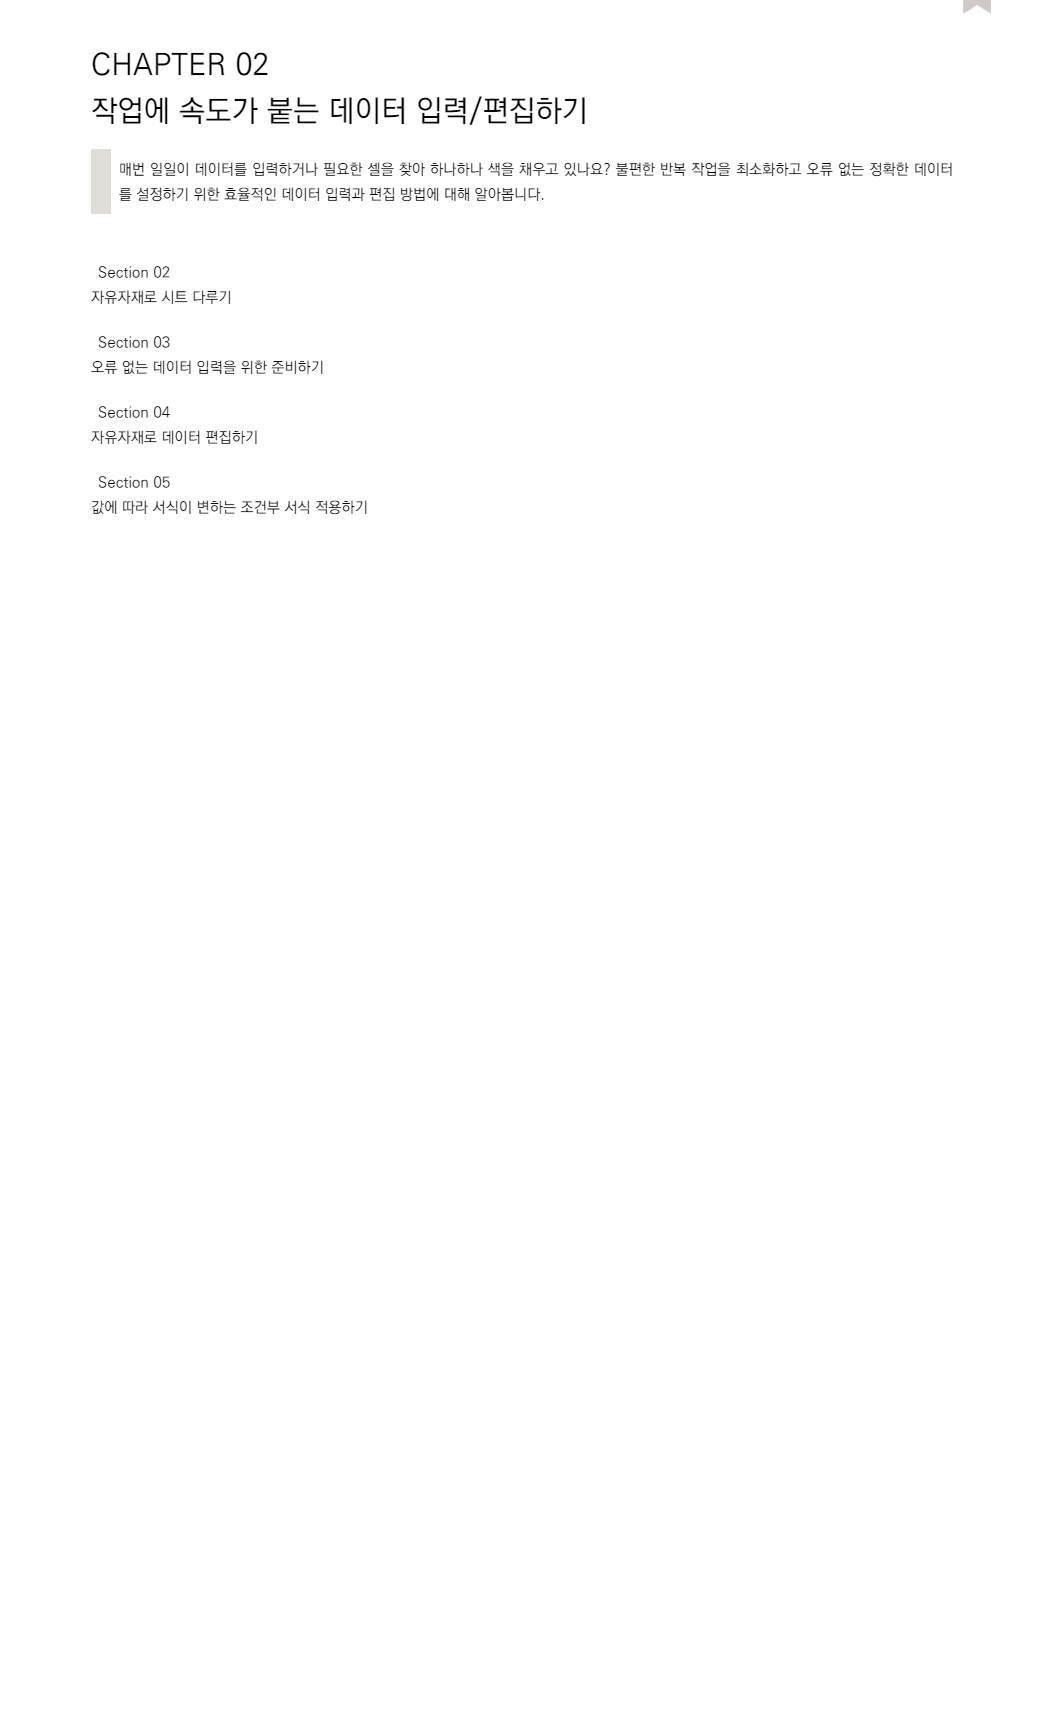 CHAPTER 02
작업에 속도가 붙는 데이터 입력/편집하기
매번 일일이 데이터를 입력하거나 필요한 셀을 찾아 하나하나 색을 채우고 있나요? 불편한 반복 작업을 최소화하고 오류 없는 정확한 데이터
를 설정하기 위한 효율적인 데이터 입력과 편집 방법에 대해 알아봅니다.
Section 02
자유자재로 시트 다루기
Section 03
오류 없는 데이터 입력을 위한 준비하기
Section 04
자유자재로 데이터 편집하기
Section 05
값에 따라 서식이 변하는 조건부 서식 적용하기